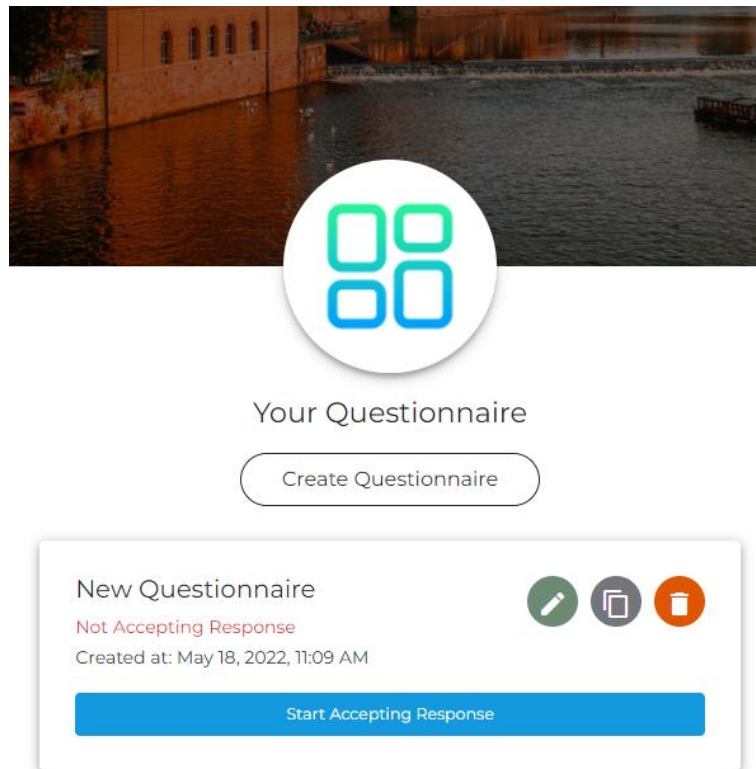 Your Questionnaire
Create Questionnaire
New Questionnaire
Not Accepting Response
Created at: May 18, 2022, 11:09 AM
Start Accepting Response